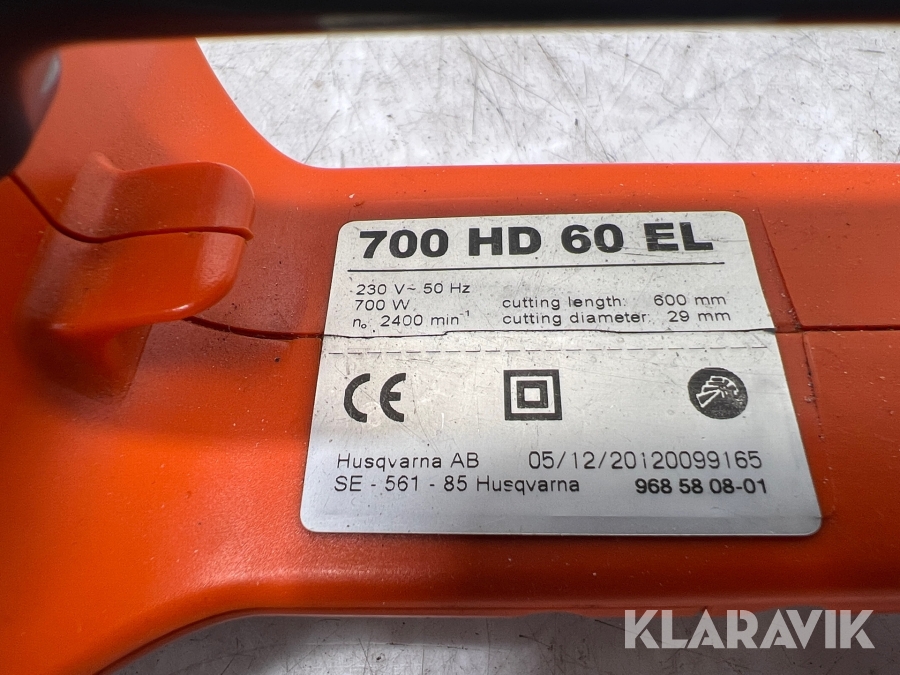 700 HD 60 EL
230 V~ 50 Hz
700 W cutting length: 600 mm
n₀ 2400 min⁻¹ cutting diameter: 29 mm
CE
Husqvarna AB 05/12/20120099165
SE - 561 - 85 Husqvarna 968 58 08-01
KLARAVIK